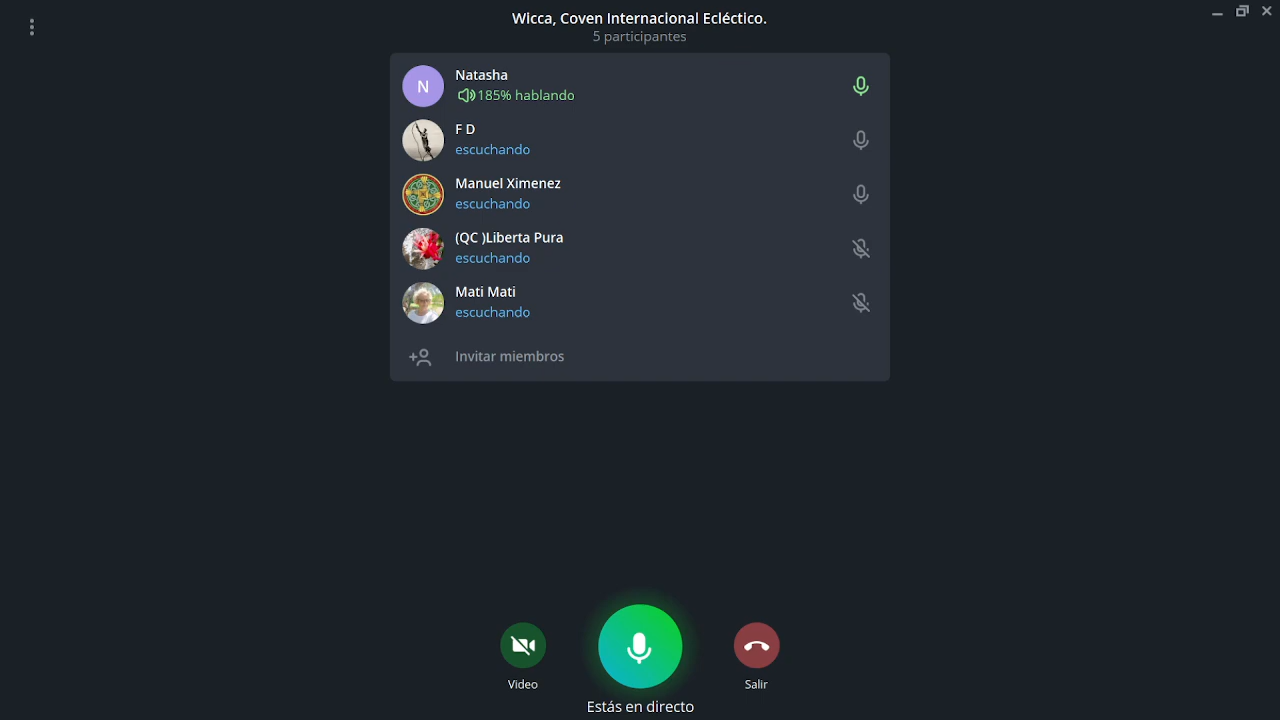 Wicca, Coven Internacional Ecléctico.
5 participantes
N
Natasha
185% hablando
F D
escuchando
Manuel Ximenez
escuchando
(QC )Liberta Pura
escuchando
Mati Mati
escuchando
Invitar miembros
Video
Salir
Estás en directo